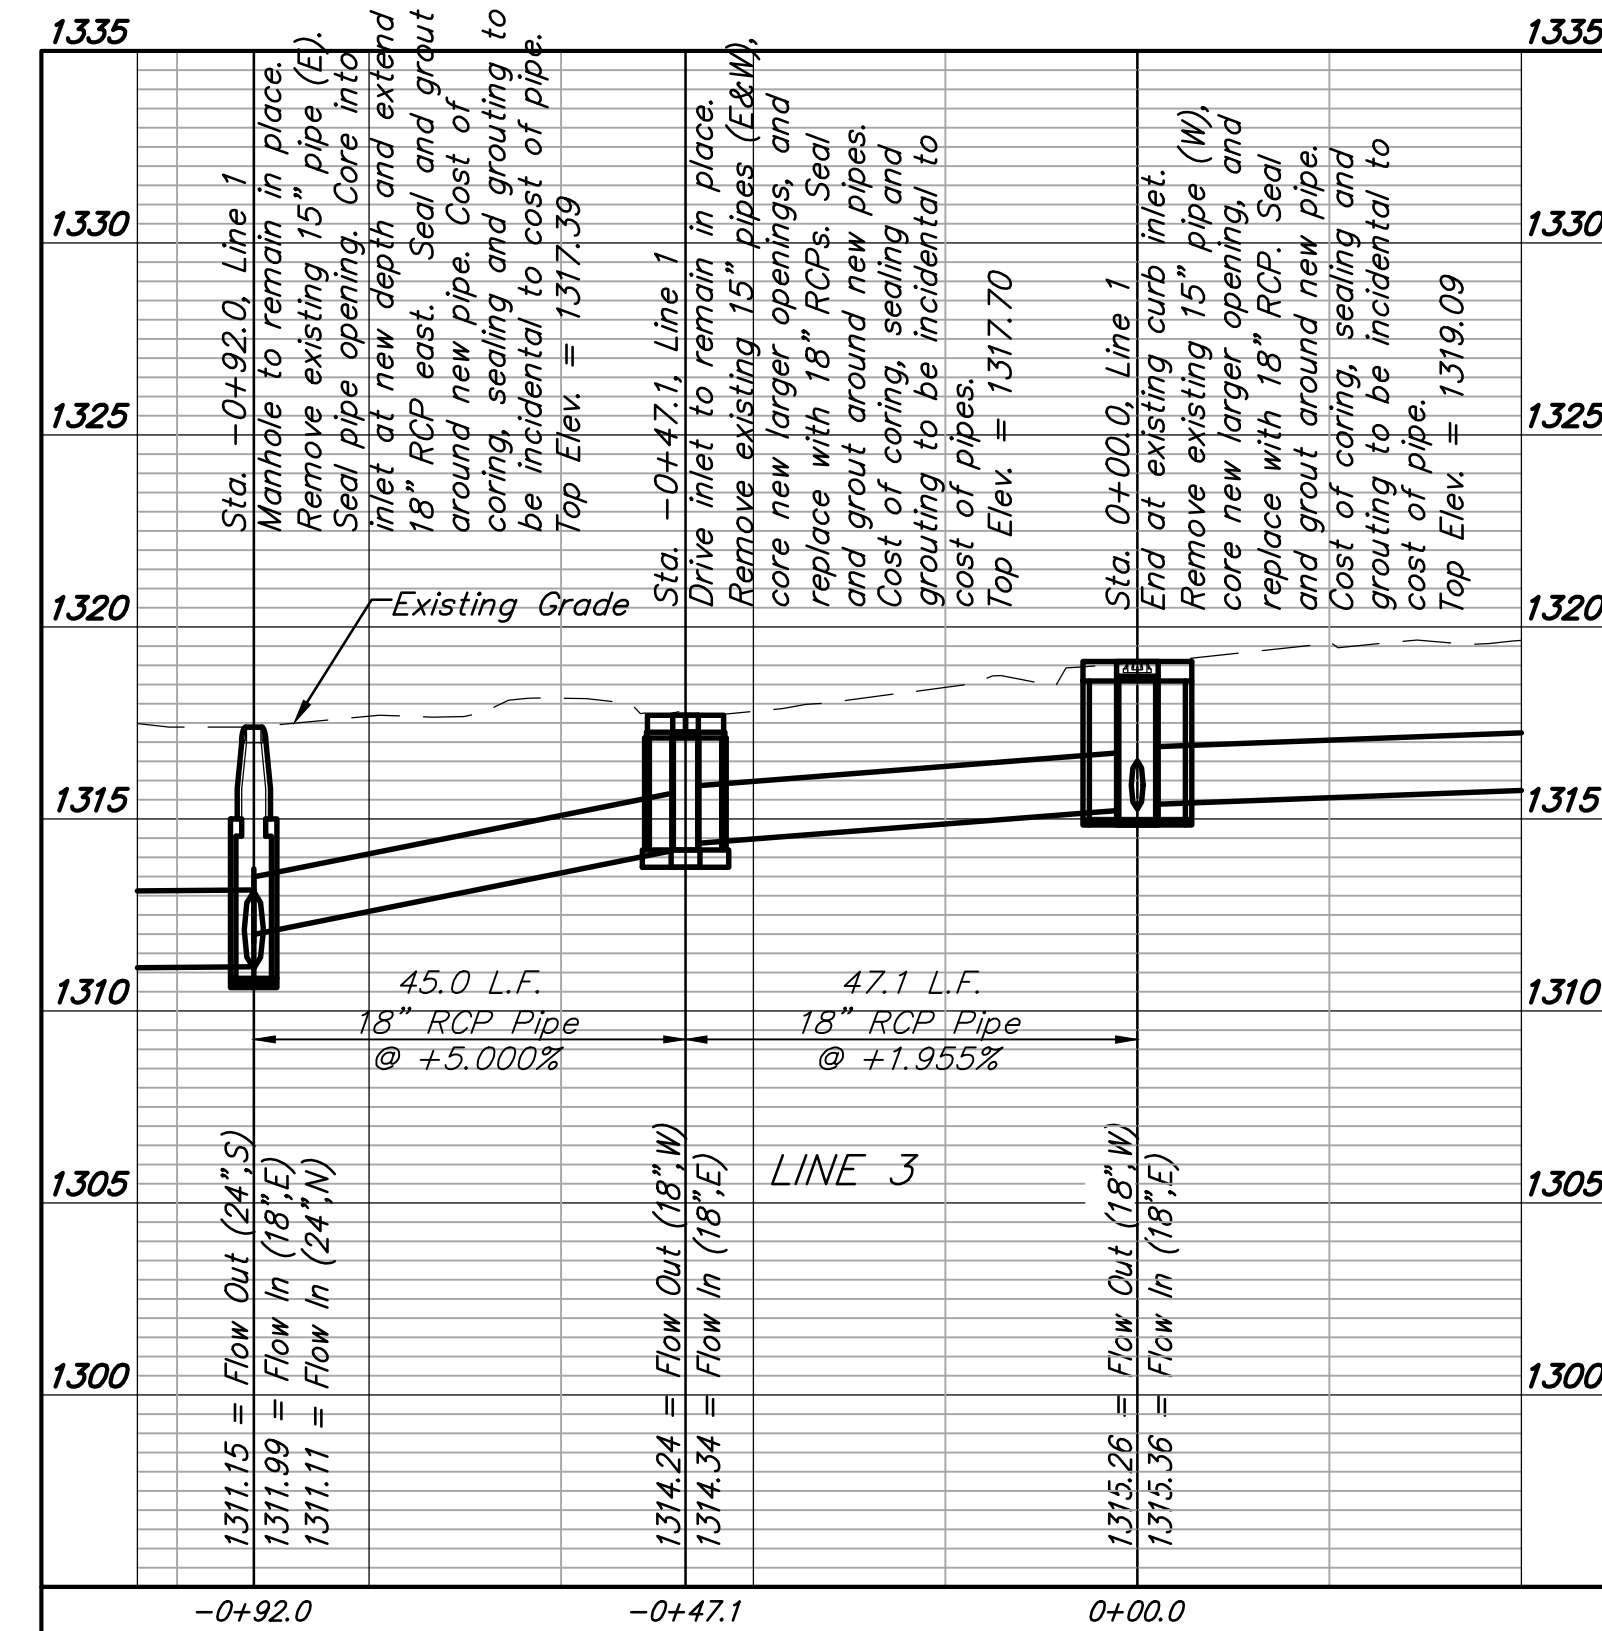 1335
1335
1330
1330
1325
1325
1320
1320
1315
1315
1310
1310
1305
1305
1300
1300
Sta. -0+92.0, Line 1
Manhole to remain in place.
Remove existing 15" pipe (E).
Seal pipe opening. Core into
inlet at new depth and extend
18" RCP east. Seal and grout
around new pipe. Cost of
coring, sealing and grouting to
be incidental to cost of pipe.
Top Elev. = 1317.39
Sta. -0+47.1, Line 1
Drive inlet to remain in place.
Remove existing 15" pipes (E&W),
core new larger openings, and
replace with 18" RCPs. Seal
and grout around new pipes.
Cost of coring, sealing and
grouting to be incidental to
cost of pipes.
Top Elev. = 1317.70
Sta. 0+00.0, Line 1
End at existing curb inlet.
Remove existing 15" pipe (W),
core new larger opening, and
replace with 18" RCP. Seal
and grout around new pipe.
Cost of coring, sealing and
grouting to be incidental to
cost of pipe.
Top Elev. = 1319.09
Existing Grade
45.0 L.F.
18" RCP Pipe
@ +5.000%
47.1 L.F.
18" RCP Pipe
@ +1.955%
LINE 3
1311.15 = Flow Out (24",S)
1311.99 = Flow In (18",E)
1311.11 = Flow In (24",N)
1314.24 = Flow Out (18",W)
1314.34 = Flow In (18",E)
1315.26 = Flow Out (18",W)
1315.36 = Flow In (18",E)
-0+92.0
-0+47.1
0+00.0